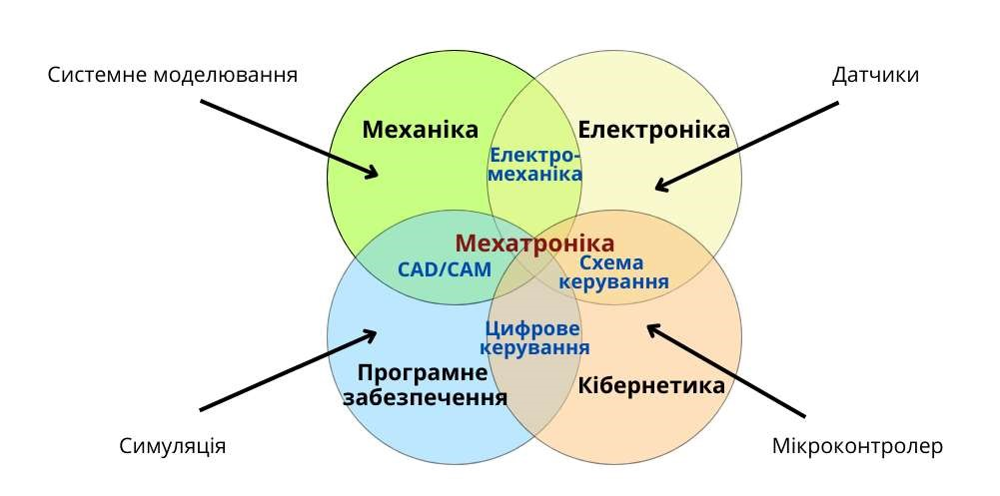 Системне моделювання
Датчики
Механіка
Електроніка
Електро-
механіка
Мехатроніка
CAD/CAM
Схема
керування
Цифрове
керування
Програмне
забезпечення
Кібернетика
Симуляція
Мікроконтролер